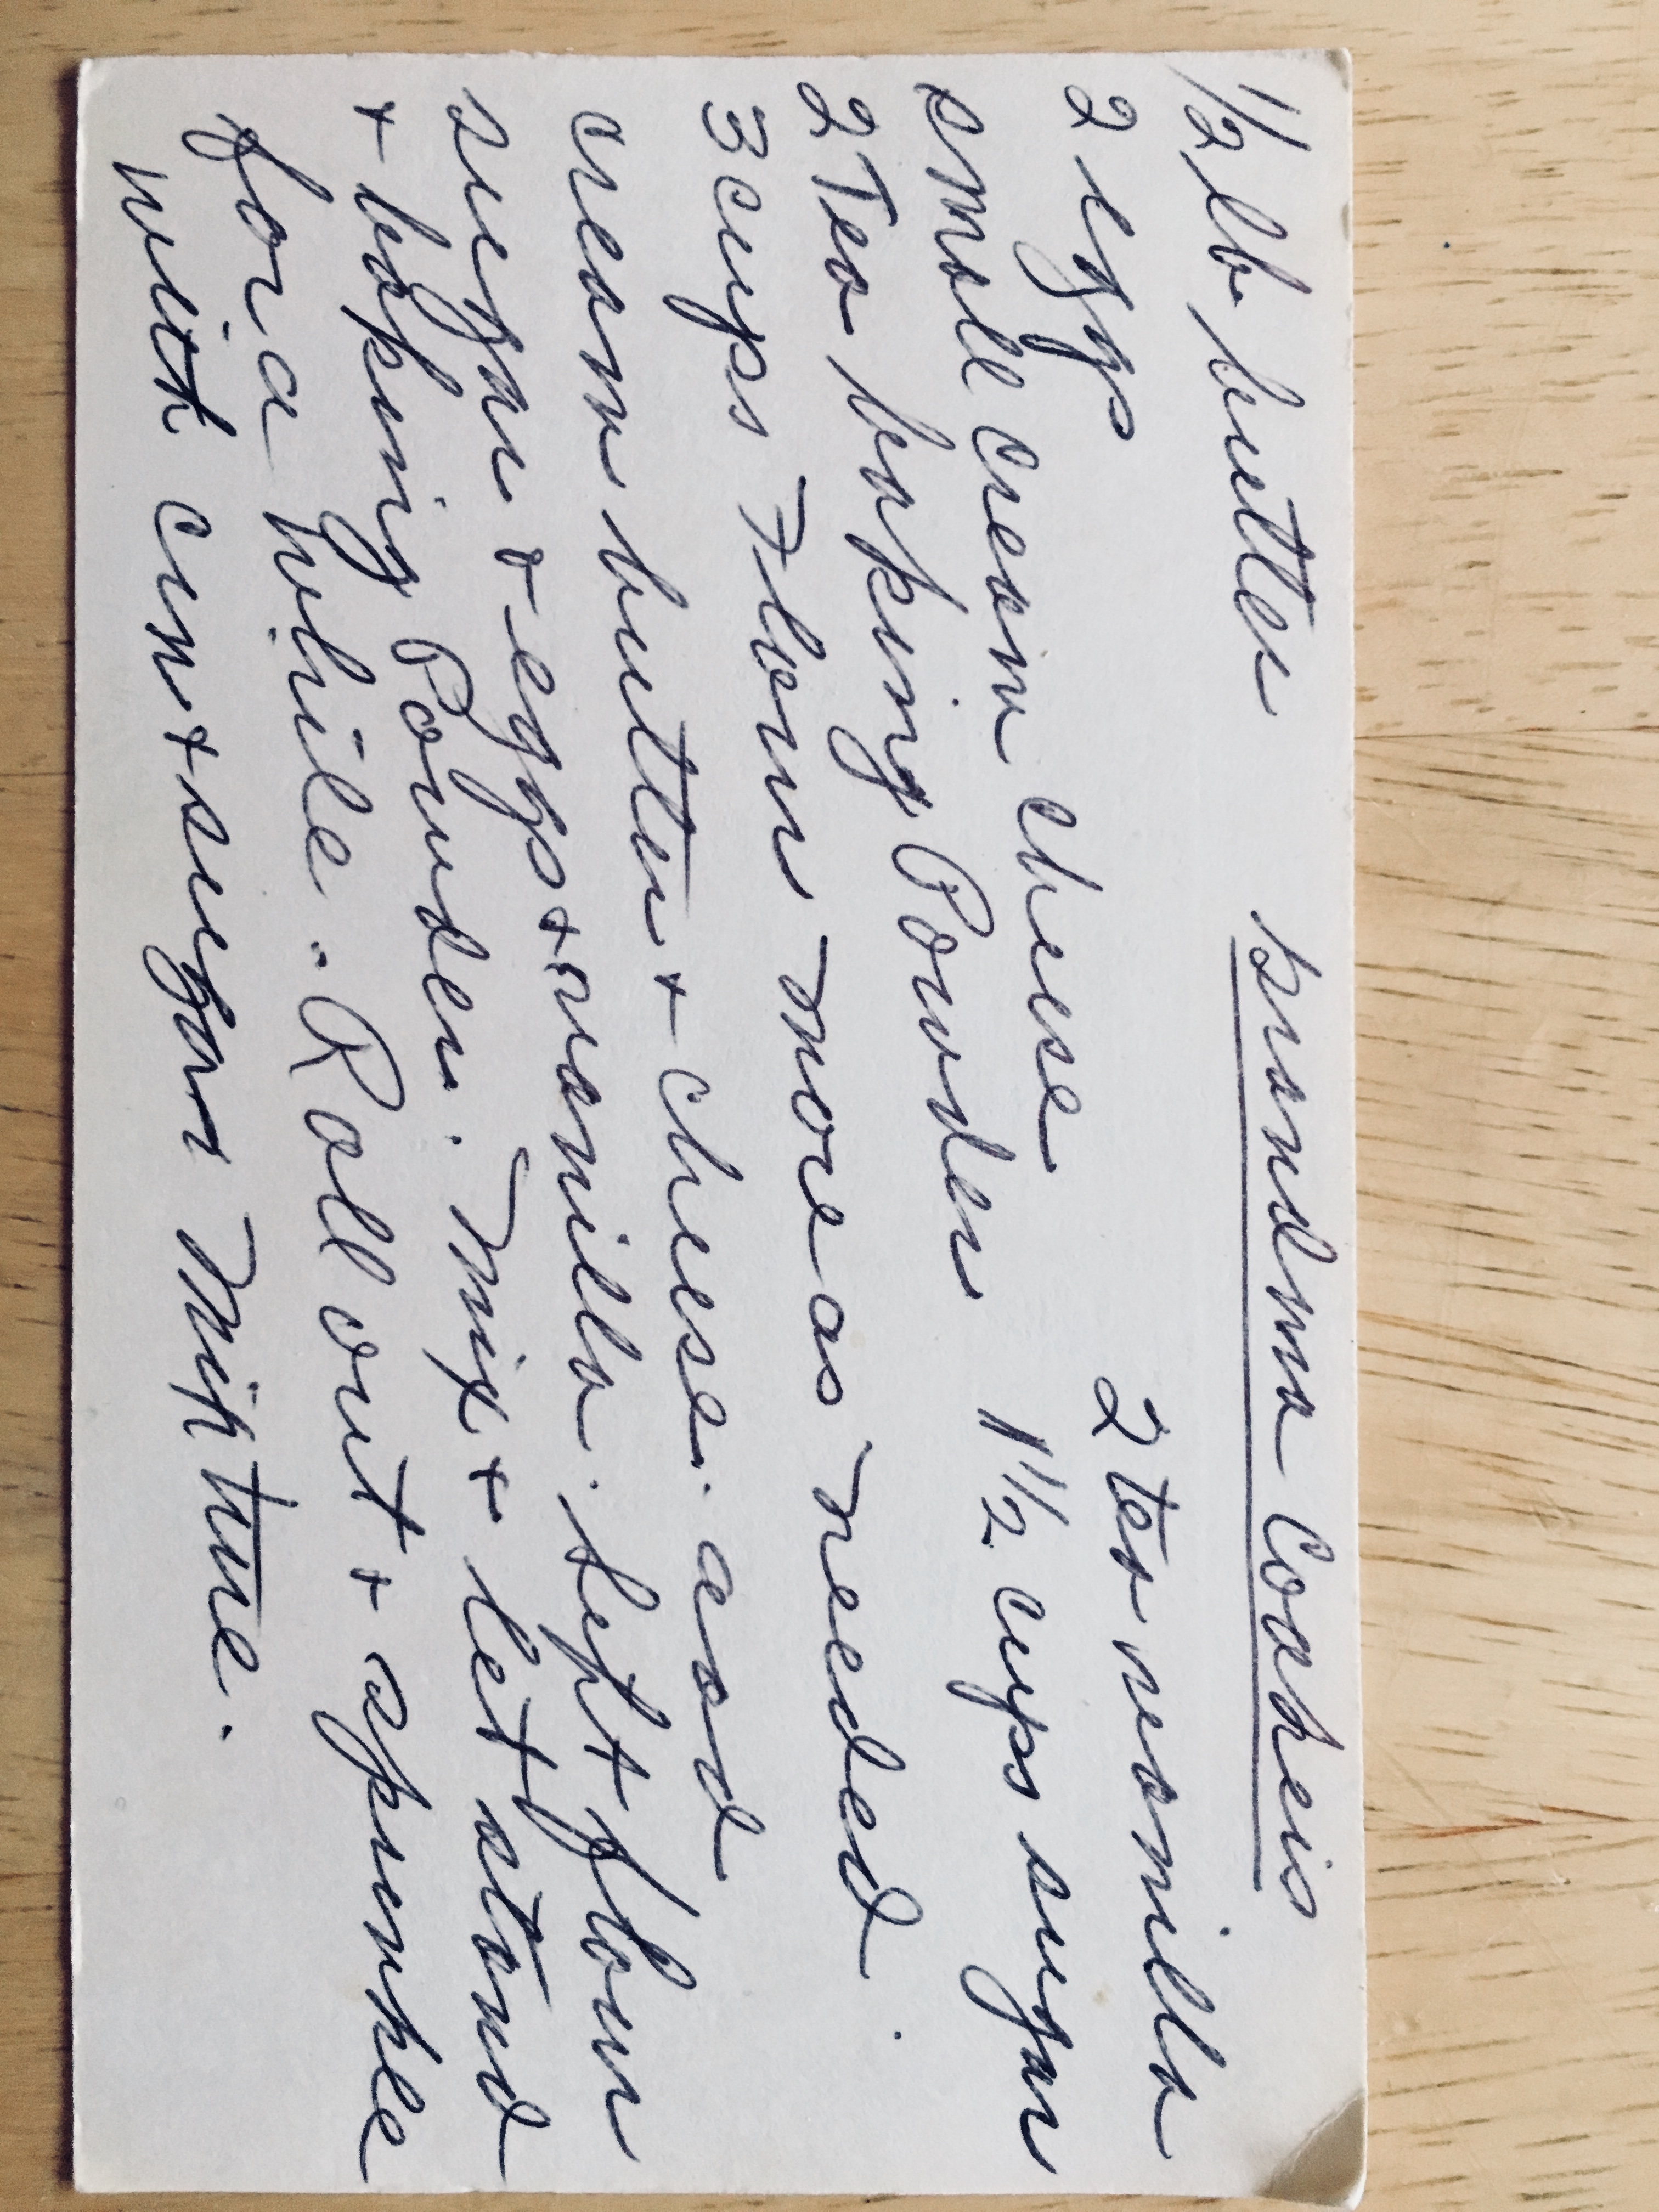 Grandma Cookies
1/2 lb butter
2 eggs 2 tea vanilla
small cream cheese
2 Tea baking Powder 1 1/2 cups sugar
3 cups Flour more as needed.
cream butter + cheese. add
sugar + eggs + vanilla. sift flour
+ baking Powder. Mix + let stand
for a while. Roll out + sprinkle
with cin + sugar Mixture.